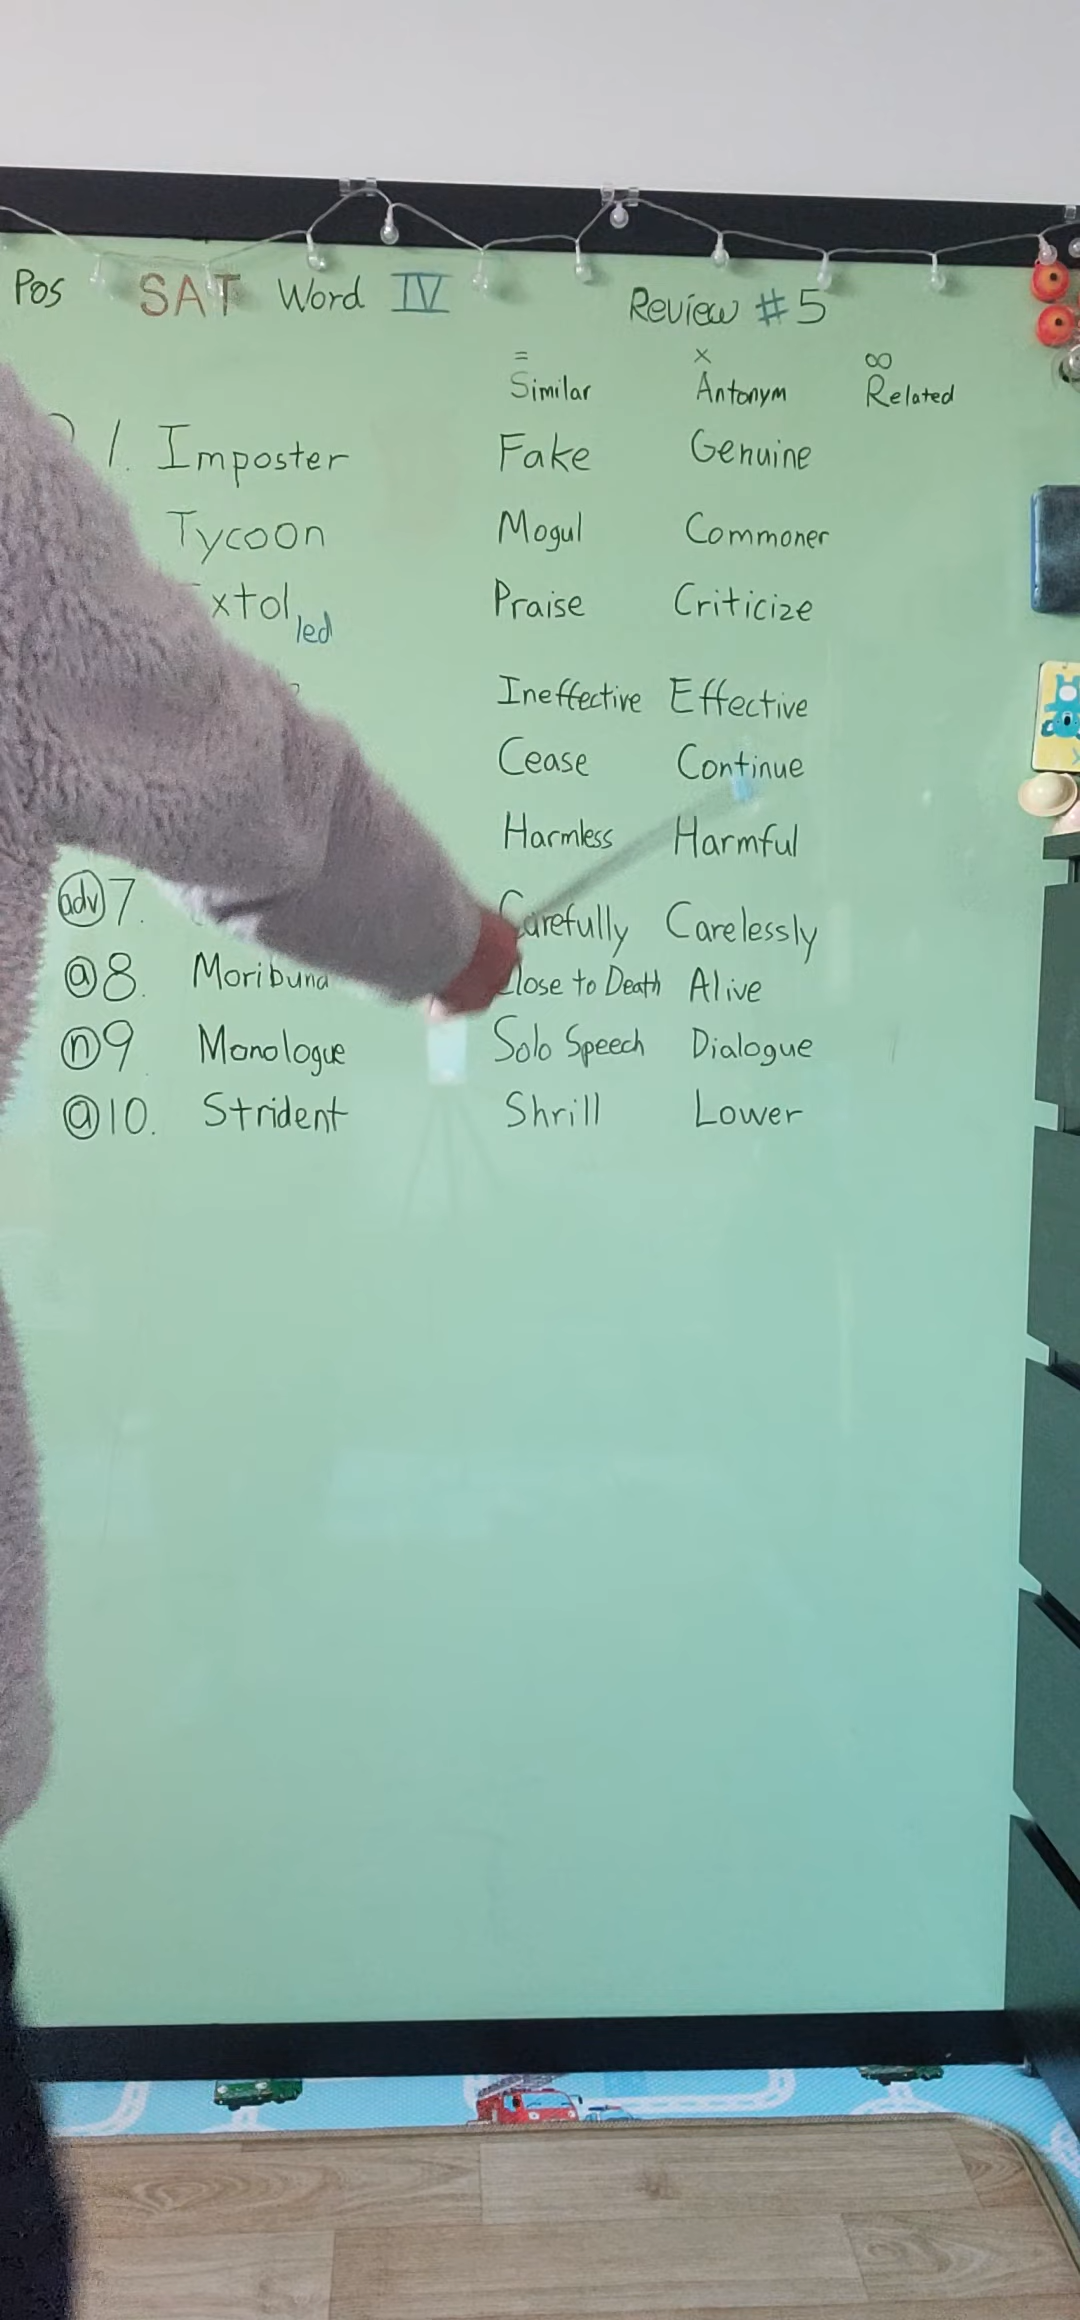 Pos SAT Word IV Review #5
= × ∞
Similar Antonym Related
1. Imposter Fake Genuine
Tycoon Mogul Commoner
xtol led Praise Criticize
Ineffective Effective
Cease Continue
Harmless Harmful
adv 7. Carefully Carelessly
a 8. Moribund Close to Death Alive
n 9. Monologue Solo Speech Dialogue
a 10. Strident Shrill Lower